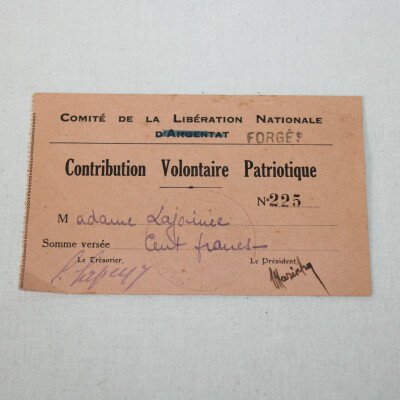 COMITÉ DE LA LIBÉRATION NATIONALE
D'ARGENTAT FORGÈS
Contribution Volontaire Patriotique
N° 225
Madame Lajoinie
Somme versée Cent francs
Le Trésorier, Le Président,